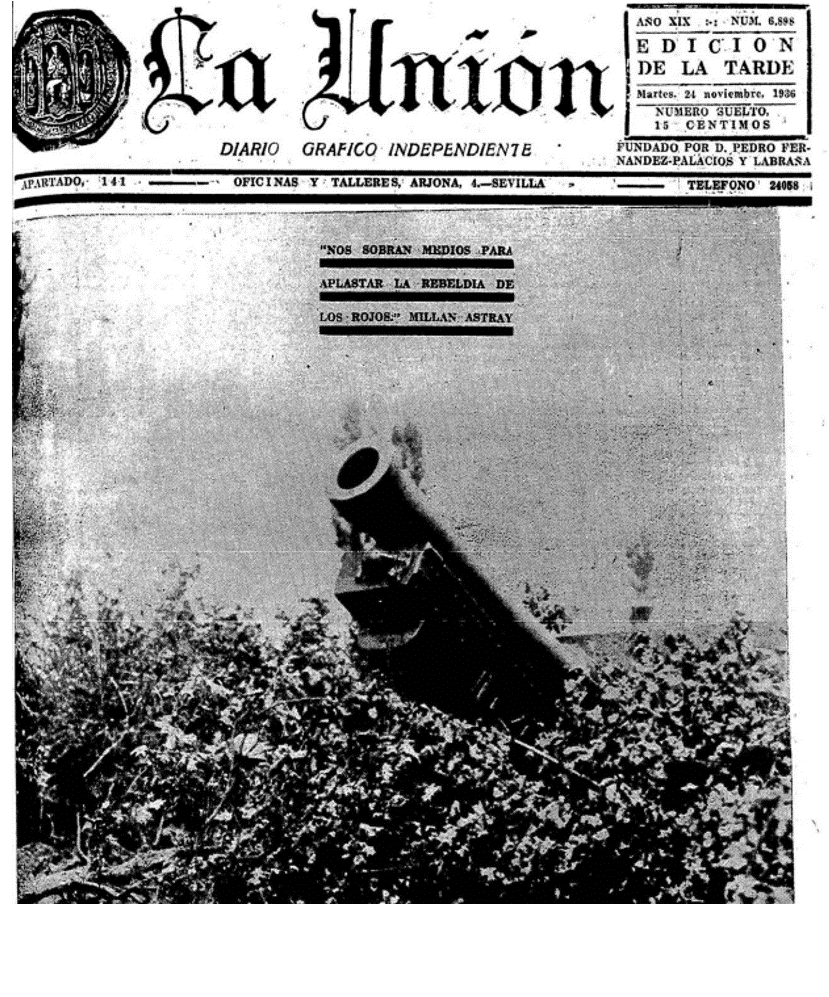 La Unión
AÑO XIX :-: NUM. 6.898
EDICION
DE LA TARDE
Martes, 24 noviembre, 1936
NUMERO SUELTO,
15 CENTIMOS
DIARIO GRAFICO INDEPENDIENTE
FUNDADO POR D. PEDRO FER-
NANDEZ-PALACIOS Y LABRAÑA
APARTADO, 141 OFICINAS Y TALLERES, ARJONA, 4.—SEVILLA TELEFONO 24058
"NOS SOBRAN MEDIOS PARA
APLASTAR LA REBELDIA DE
LOS ROJOS." MILLAN ASTRAY